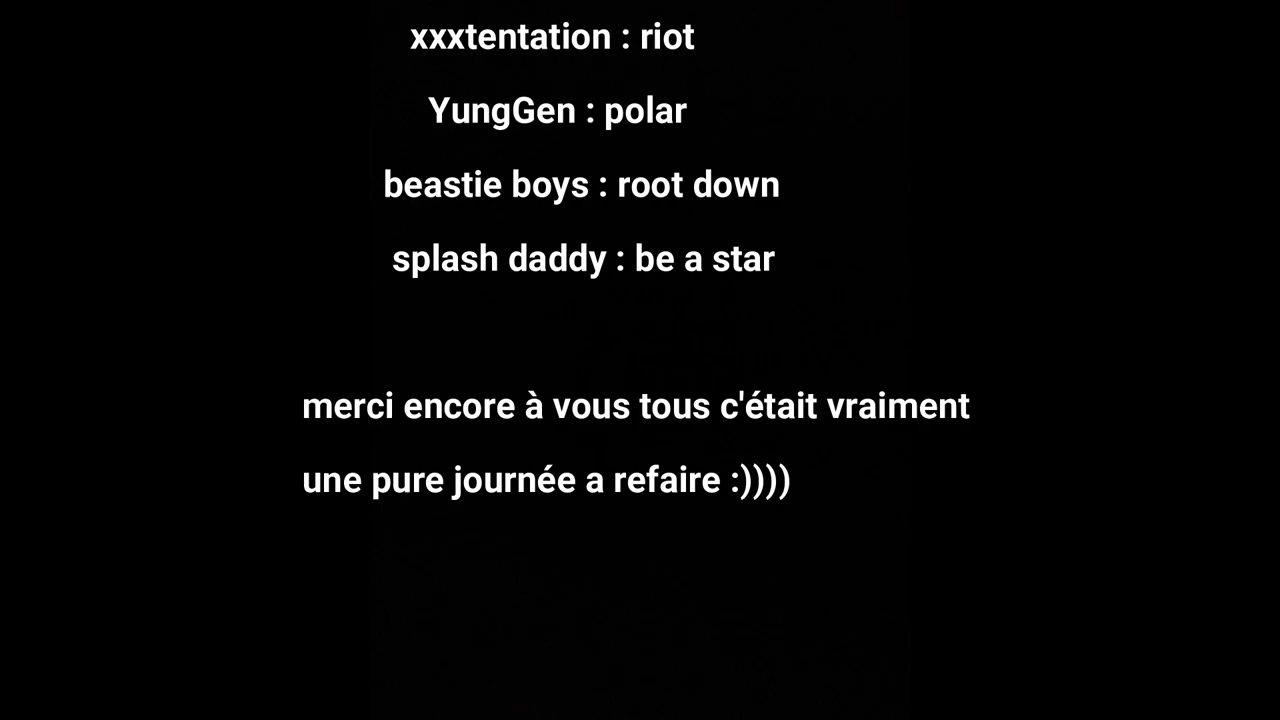 xxxtentation : riot
YungGen : polar
beastie boys : root down
splash daddy : be a star
merci encore à vous tous c'était vraiment
une pure journée a refaire :))))